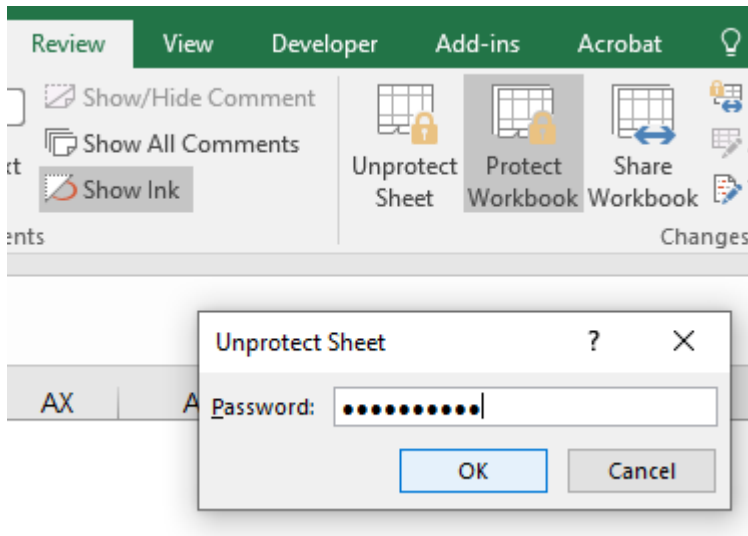 Review View Developer Add-ins Acrobat
Show/Hide Comment
Show All Comments
Show Ink
Unprotect Sheet
Protect Workbook
Share Workbook
Changes
Unprotect Sheet ? ×
AX
A
Password: ••••••••••
OK Cancel